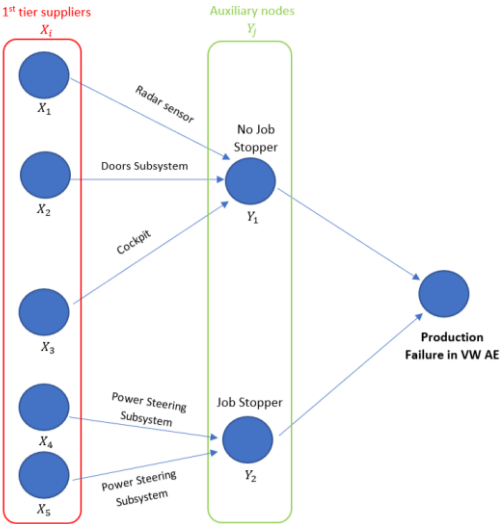 1st tier suppliers
Xi
Auxiliary nodes
Yj
X1
Radar sensor
No Job
Stopper
X2
Doors Subsystem
Y1
Cockpit
X3
Production
Failure in VW AE
Power Steering
Subsystem
Job Stopper
X4
Y2
Power Steering
Subsystem
X5